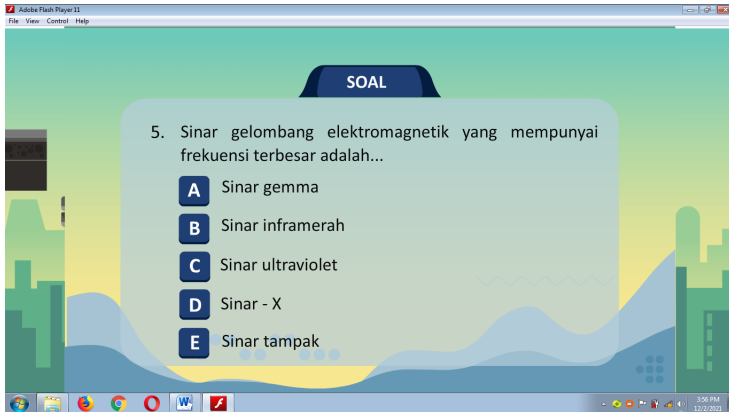 Adobe Flash Player 11
File View Control Help
SOAL
5. Sinar gelombang elektromagnetik yang mempunyai
frekuensi terbesar adalah...
A Sinar gemma
B Sinar inframerah
C Sinar ultraviolet
D Sinar - X
E Sinar tampak
3:56 PM
12/2/2021